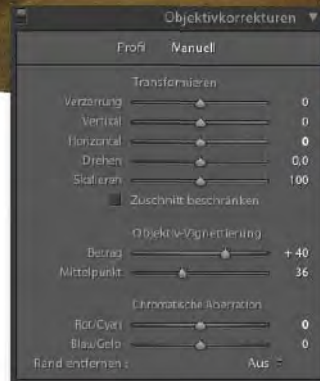 Objektivkorrekturen
Profil Manuell
Transformieren
Verzerrung 0
Vertikal 0
Horizontal 0
Drehen 0,0
Skalieren 100
Zuschnitt beschränken
Objektiv-Vignettierung
Betrag + 40
Mittelpunkt 36
Chromatische Aberration
Rot/Cyan 0
Blau/Gelb 0
Rand entfernen : Aus